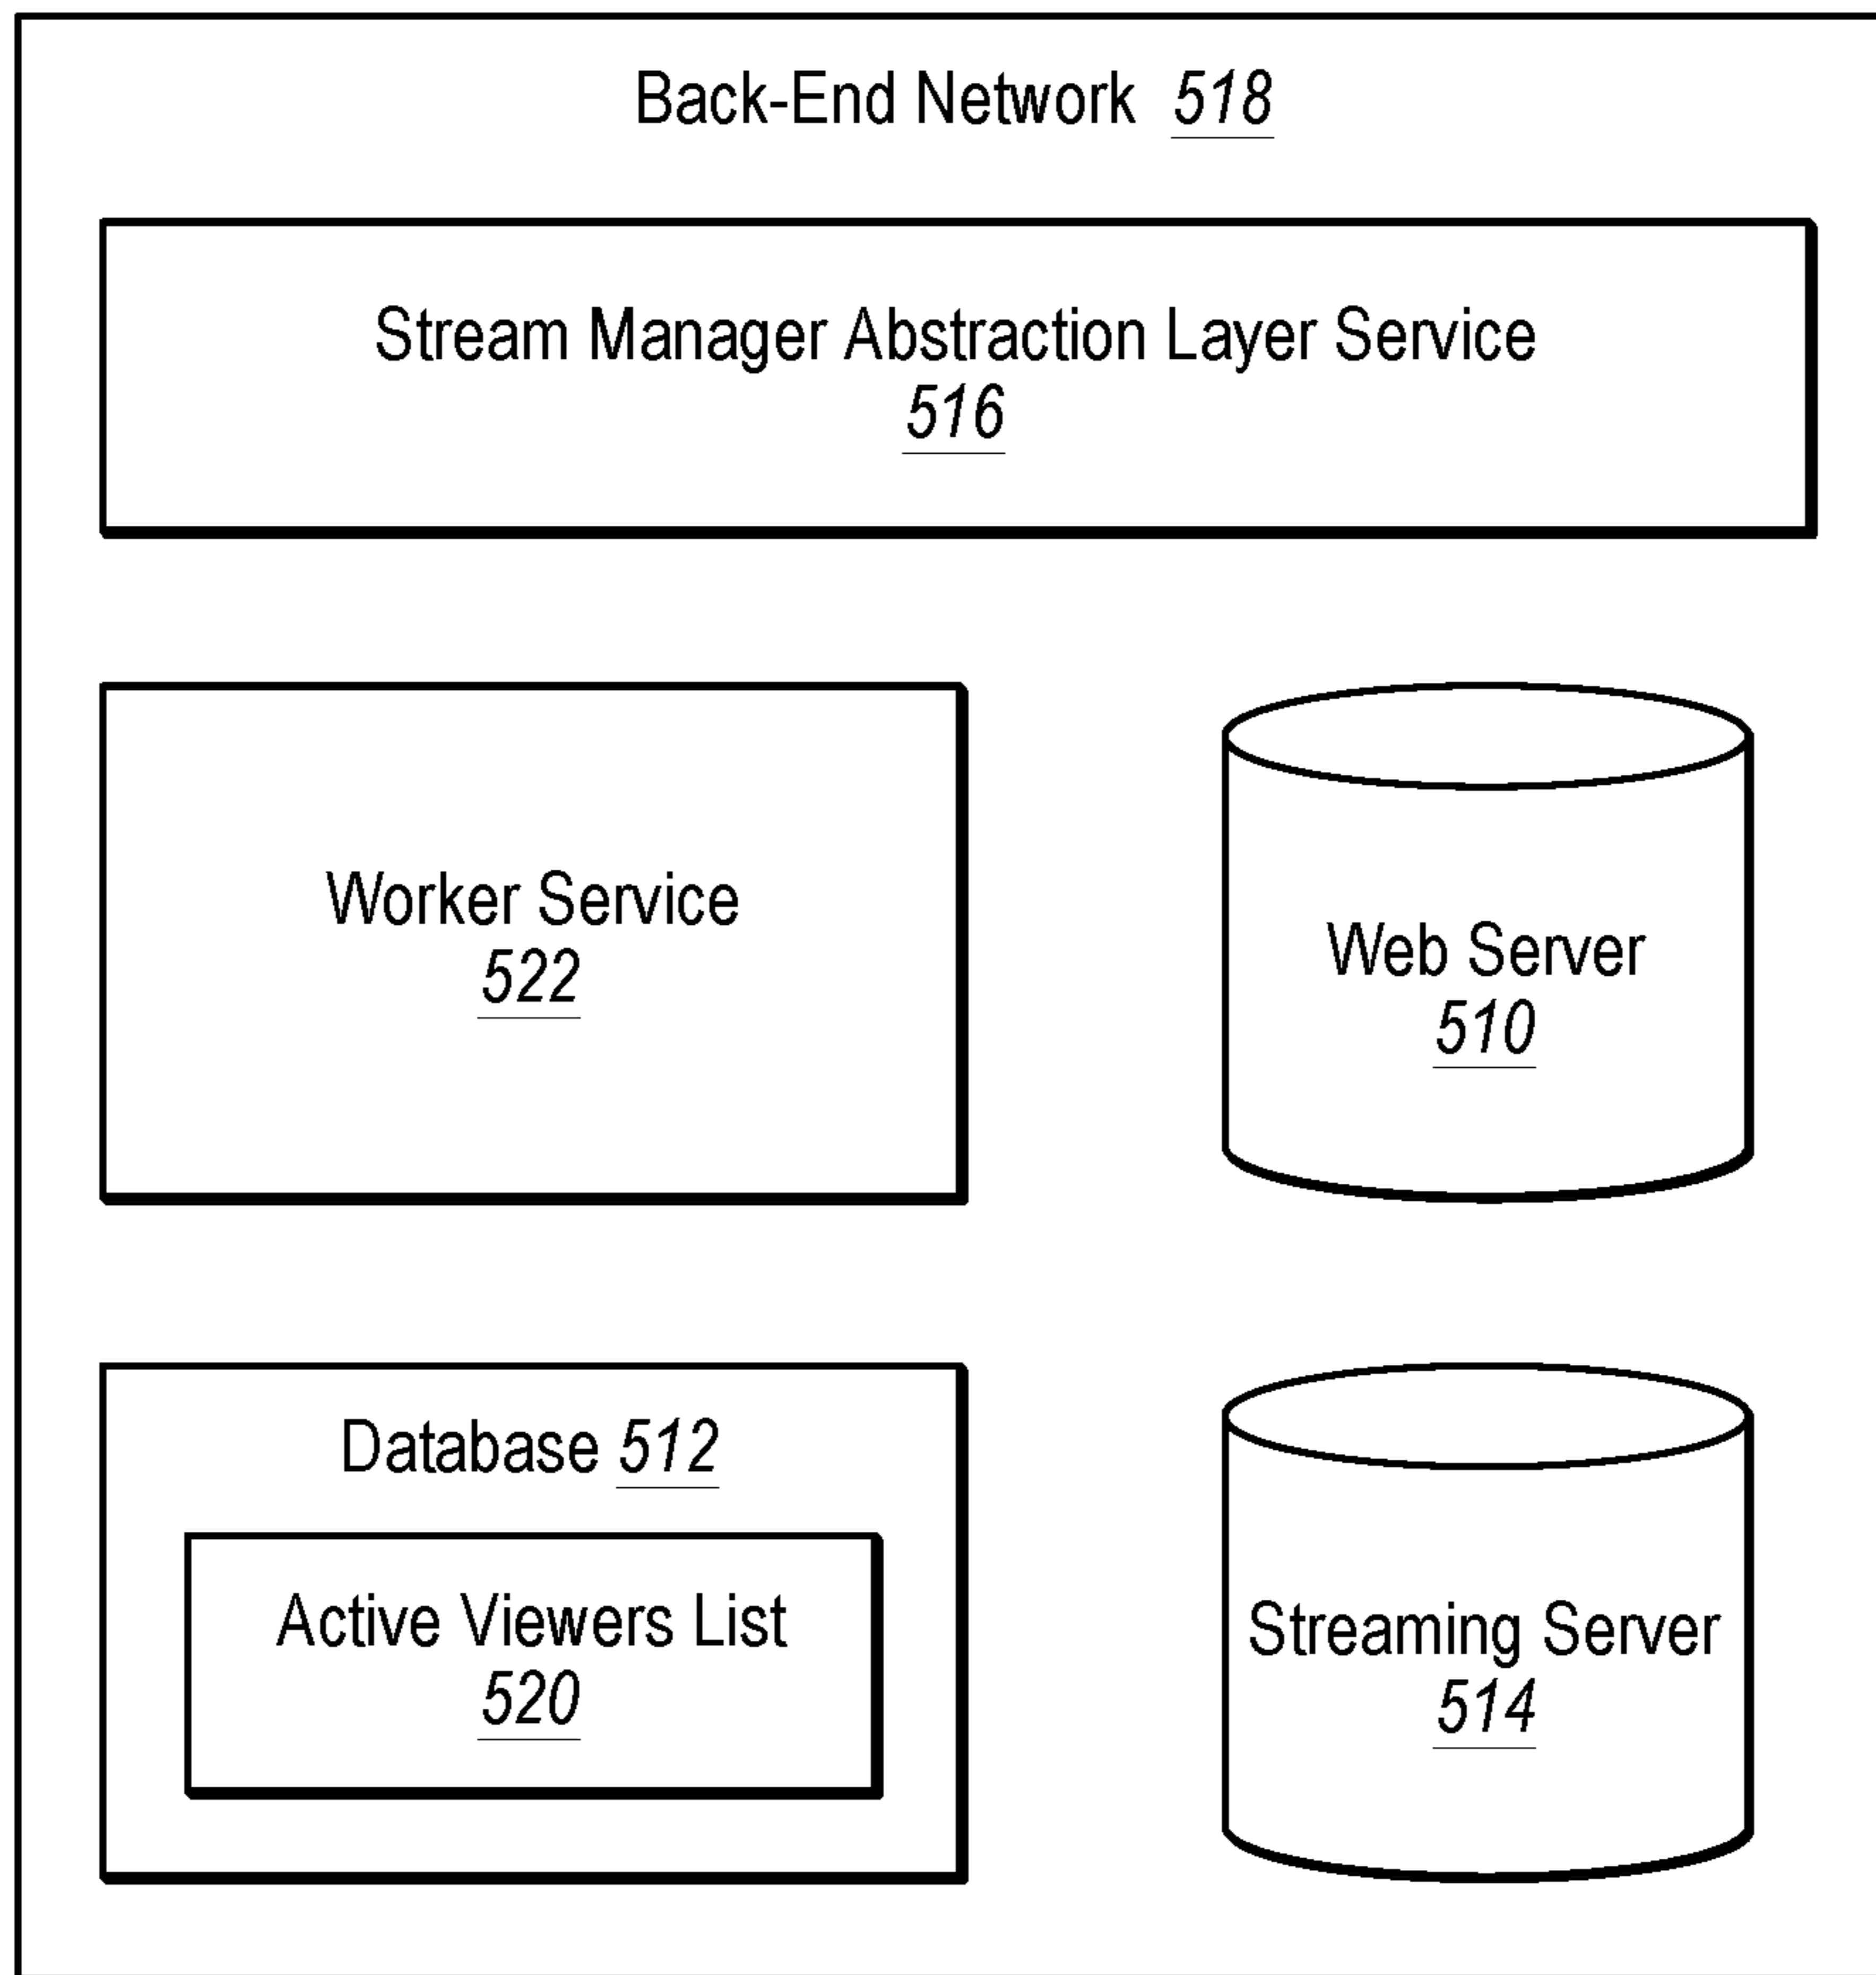 Back-End Network 518
Stream Manager Abstraction Layer Service
516
Worker Service
522
Web Server
510
Database 512
Active Viewers List
520
Streaming Server
514